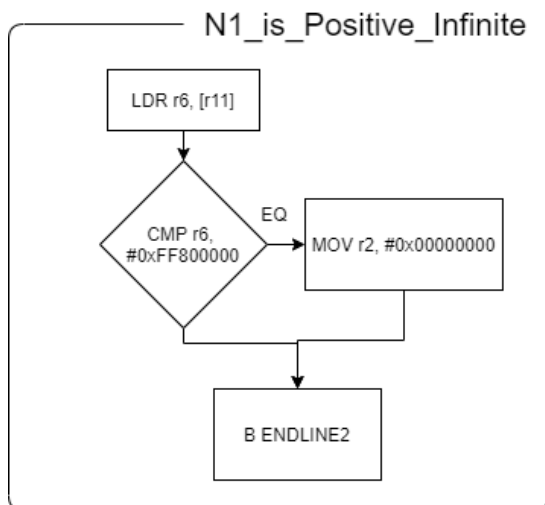 N1_is_Positive_Infinite
LDR r6, [r11]
CMP r6,
#0xFF800000
EQ
MOV r2, #0x00000000
B ENDLINE2